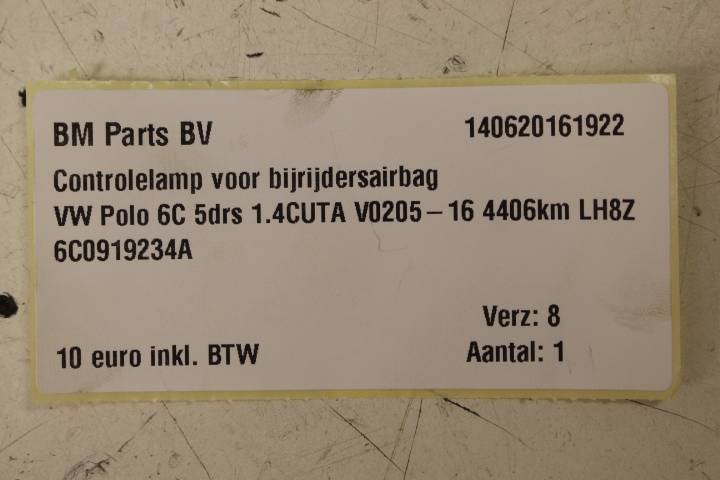 BM Parts BV 140620161922
Controlelamp voor bijrijdersairbag
VW Polo 6C 5drs 1.4CUTA V0205-16 4406km LH8Z
6C0919234A
Verz: 8
10 euro inkl. BTW Aantal: 1